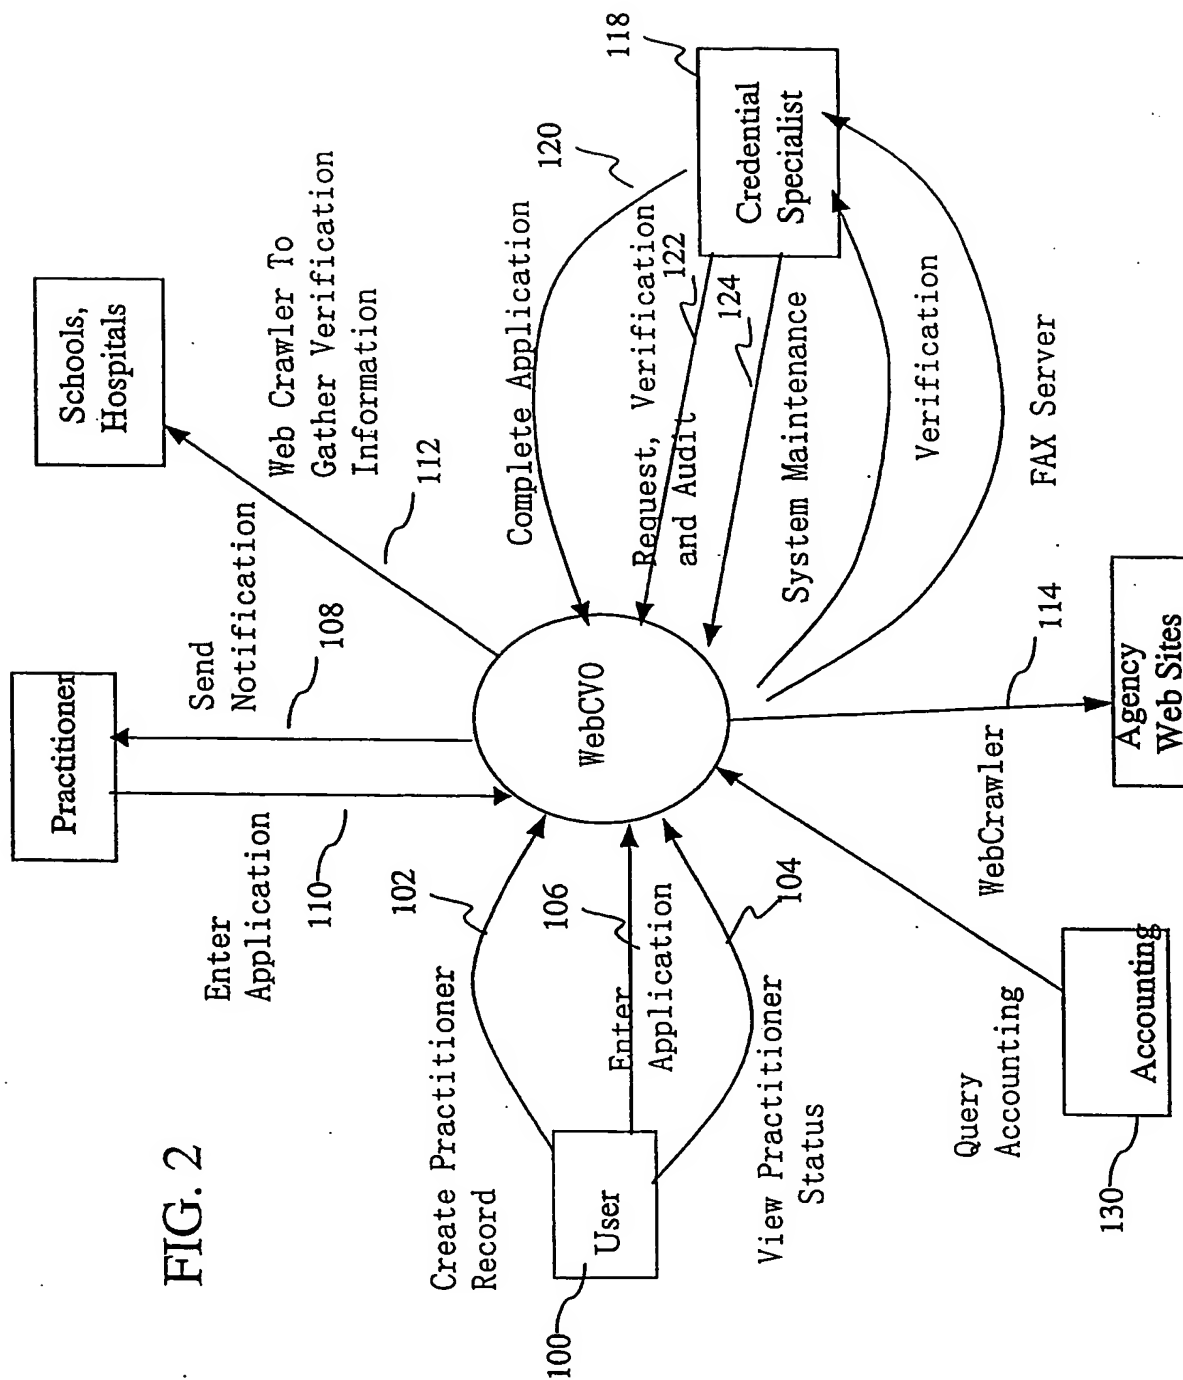 FIG. 2
Practitioner
Schools,
Hospitals
Enter
Application
110
Send
Notification
108
Web Crawler To
Gather Verification
Information
112
Create Practitioner
Record
102
User
100
Enter
Application
106
View Practitioner
Status
104
WebCVO
Complete Application
120
Request, Verification
and Audit
122
124
System Maintenance
Credential
Specialist
118
Verification
FAX Server
Query
Accounting
Accounting
130
WebCrawler
114
Agency
Web Sites